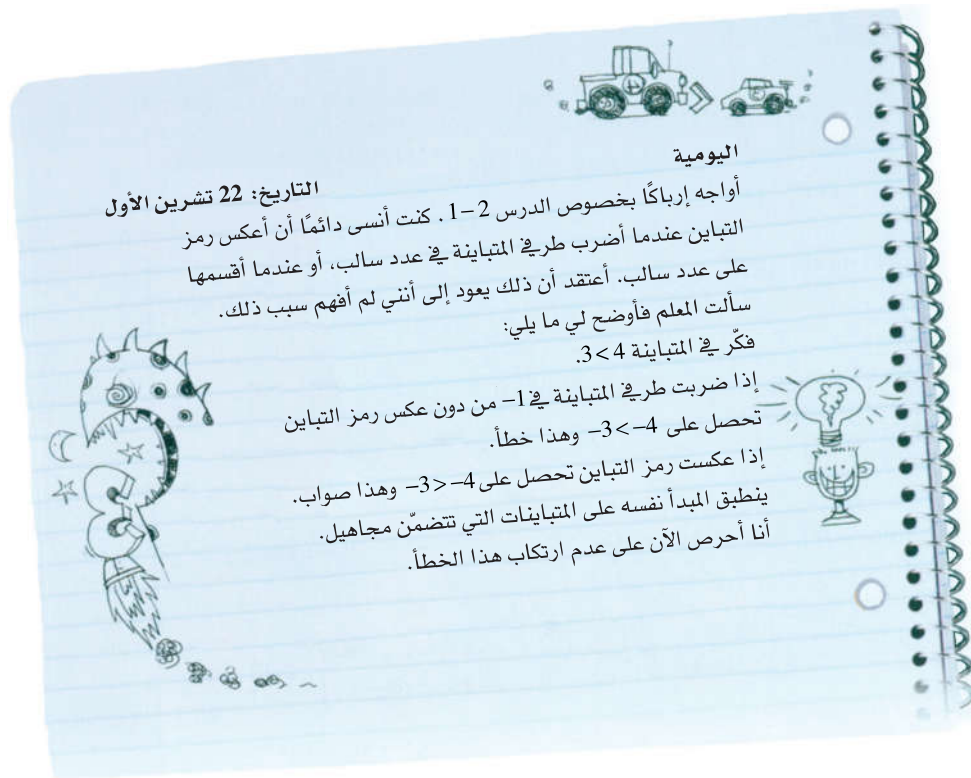 اليومية
التاريخ: 22 تشرين الأول
أواجه إرباكًا بخصوص الدرس 2–1 . كنت أنسى دائمًا أن أعكس رمز
التباين عندما أضرب طرفي المتباينة في عدد سالب، أو عندما أقسمها
على عدد سالب. أعتقد أن ذلك يعود إلى أنني لم أفهم سبب ذلك.
سألت المعلم فأوضح لي ما يلي:
فكّر في المتباينة 3<4.
إذا ضربت طرفي المتباينة في 1– من دون عكس رمز التباين
تحصل على –3<–4 وهذا خطأ.
إذا عكست رمز التباين تحصل على –3>–4 وهذا صواب.
ينطبق المبدأ نفسه على المتباينات التي تتضمّن مجاهيل.
أنا أحرص الآن على عدم ارتكاب هذا الخطأ.